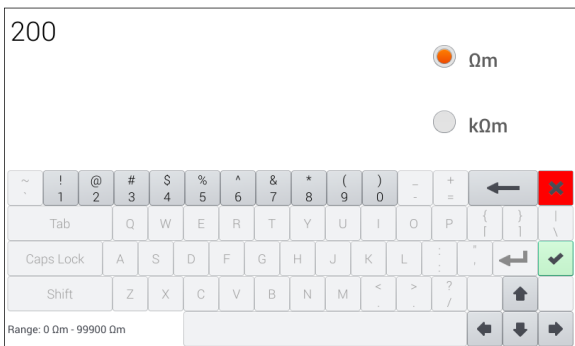 200
Ωm
kΩm
~ ! @ # $ % ^ & * ( ) _ +
` 1 2 3 4 5 6 7 8 9 0 - =
Tab Q W E R T Y U I O P { } |
[ ] \
Caps Lock A S D F G H J K L : "
; '
Shift Z X C V B N M < > ?
, . /
Range: 0 Ωm - 99900 Ωm